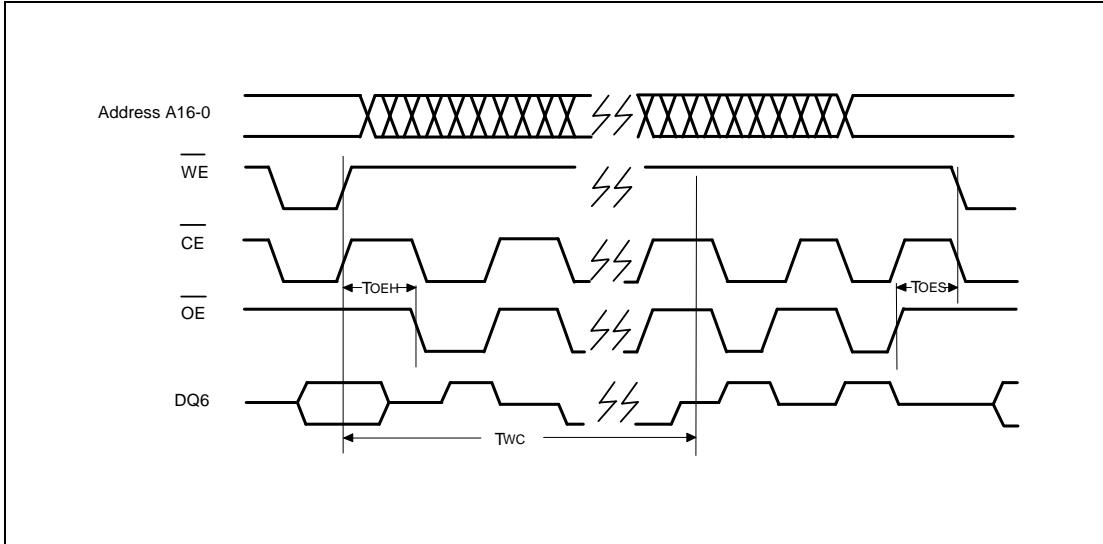 Address A16-0
WE
CE
TOEH
TOES
OE
DQ6
TWC